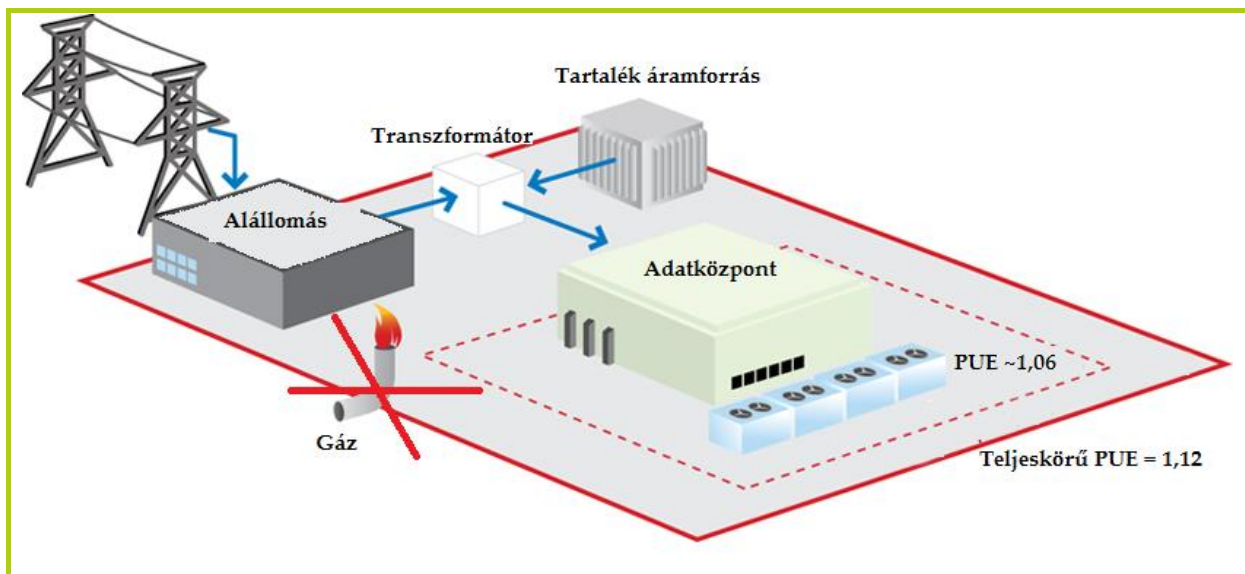 Tartalék áramforrás
Transzformátor
Alállomás
Adatközpont
PUE ~1,06
Gáz
Teljeskörű PUE = 1,12